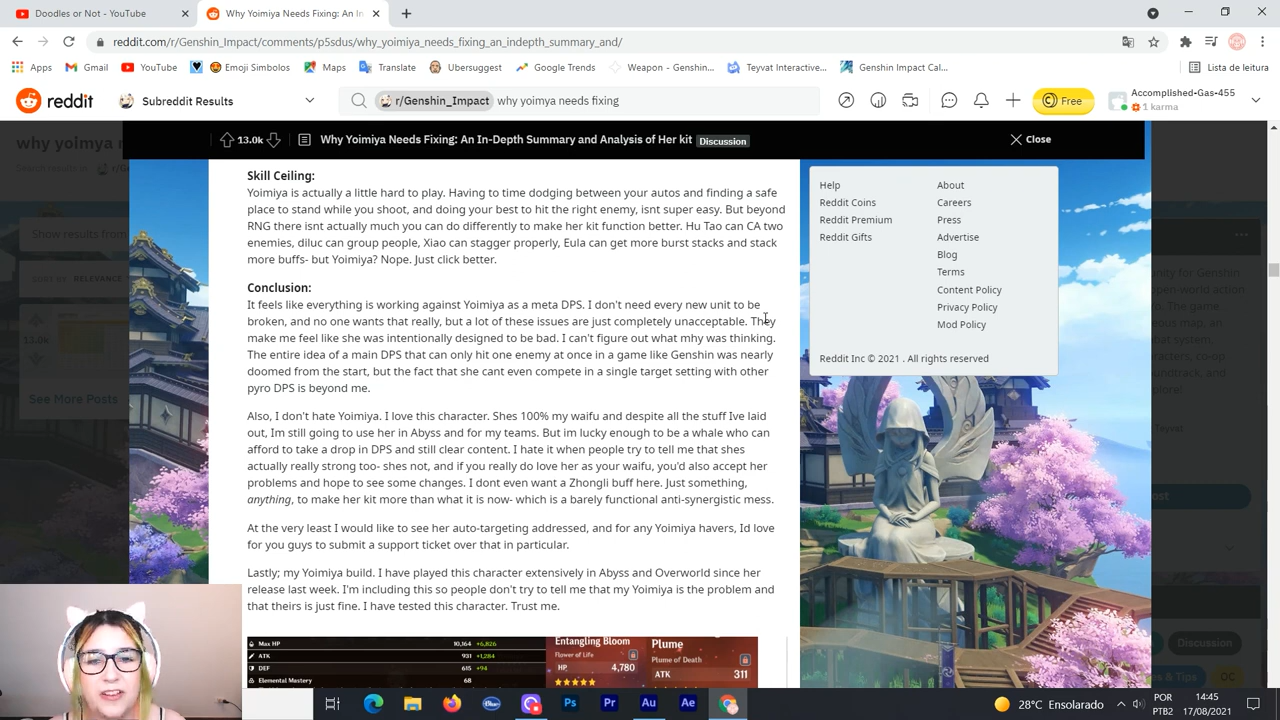 Doodles or Not - YouTube
Why Yoimiya Needs Fixing: An In
reddit.com/r/Genshin_Impact/comments/p5sdus/why_yoimiya_needs_fixing_an_indepth_summary_and/
Apps Gmail YouTube Emoji Simbolos Maps Translate Ubersuggest Google Trends Weapon - Genshin... Teyvat Interactive... Genshin Impact Cal... Lista de leitura
reddit Subreddit Results r/Genshin_Impact why yoimya needs fixing Free Accomplished-Gas-455
1 karma
13.0k Why Yoimiya Needs Fixing: An In-Depth Summary and Analysis of Her kit Discussion Close
Skill Ceiling:
Yoimiya is actually a little hard to play. Having to time dodging between your autos and finding a safe
place to stand while you shoot, and doing your best to hit the right enemy, isnt super easy. But beyond
RNG there isnt actually much you can do differently to make her kit function better. Hu Tao can CA two
enemies, diluc can group people, Xiao can stagger properly, Eula can get more burst stacks and stack
more buffs- but Yoimiya? Nope. Just click better.
Conclusion:
It feels like everything is working against Yoimiya as a meta DPS. I don't need every new unit to be
broken, and no one wants that really, but a lot of these issues are just completely unacceptable. They
make me feel like she was intentionally designed to be bad. I can't figure out what mhy was thinking.
The entire idea of a main DPS that can only hit one enemy at once in a game like Genshin was nearly
doomed from the start, but the fact that she cant even compete in a single target setting with other
pyro DPS is beyond me.
Also, I don't hate Yoimiya. I love this character. Shes 100% my waifu and despite all the stuff Ive laid
out, Im still going to use her in Abyss and for my teams. But im lucky enough to be a whale who can
afford to take a drop in DPS and still clear content. I hate it when people try to tell me that shes
actually really strong too- shes not, and if you really do love her as your waifu, you'd also accept her
problems and hope to see some changes. I dont even want a Zhongli buff here. Just something,
anything, to make her kit more than what it is now- which is a barely functional anti-synergistic mess.
At the very least I would like to see her auto-targeting addressed, and for any Yoimiya havers, Id love
for you guys to submit a support ticket over that in particular.
Lastly; my Yoimiya build. I have played this character extensively in Abyss and Overworld since her
release last week. I'm including this so people don't try to tell me that my Yoimiya is the problem and
that theirs is just fine. I have tested this character. Trust me.
Max HP 10,164 +6,826
ATK 931 +1,284
DEF 615 +94
Elemental Mastery 68
Entangling Bloom
Flower of Life
HP 4,780
Plume
Plume of Death
ATK 311
Help About
Reddit Coins Careers
Reddit Premium Press
Reddit Gifts Advertise
Blog
Terms
Content Policy
Privacy Policy
Mod Policy
Reddit Inc © 2021 . All rights reserved
why yoimya n
Show results from
RELEVANCE
13.0k
See More Posts
Discussion
OC
28°C Ensolarado
POR
PTB2
14:45
17/08/2021